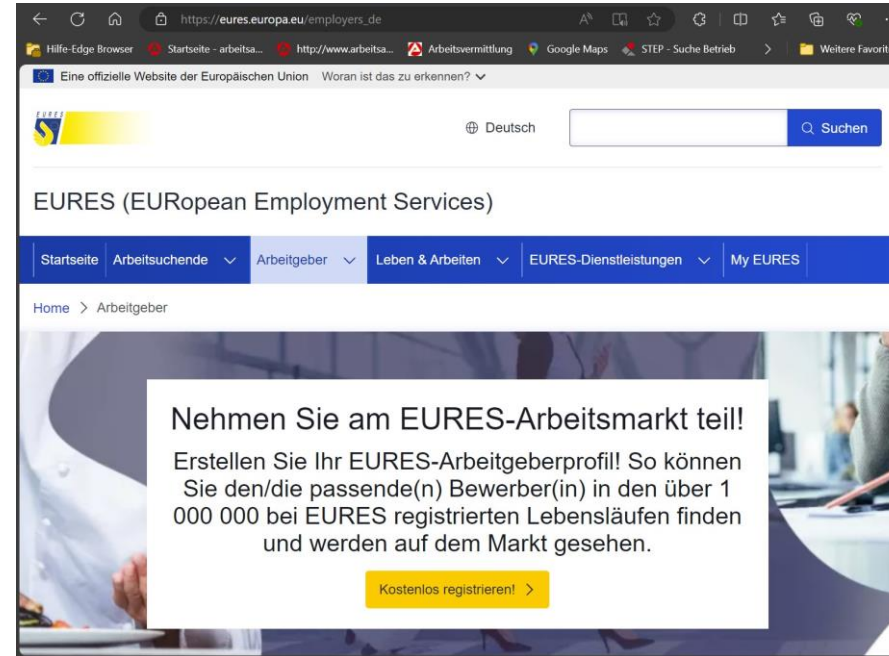 https://eures.europa.eu/employers_de
Hilfe-Edge Browser Startseite - arbeitsa... http://www.arbeitsa... Arbeitsvermittlung Google Maps STEP - Suche Betrieb Weitere Favorit
Eine offizielle Website der Europäischen Union Woran ist das zu erkennen?
EURES
Deutsch Suchen
EURES (EURopean Employment Services)
Startseite Arbeitsuchende Arbeitgeber Leben & Arbeiten EURES-Dienstleistungen My EURES
Home > Arbeitgeber
Nehmen Sie am EURES-Arbeitsmarkt teil!
Erstellen Sie Ihr EURES-Arbeitgeberprofil! So können
Sie den/die passende(n) Bewerber(in) in den über 1
000 000 bei EURES registrierten Lebensläufen finden
und werden auf dem Markt gesehen.
Kostenlos registrieren! >